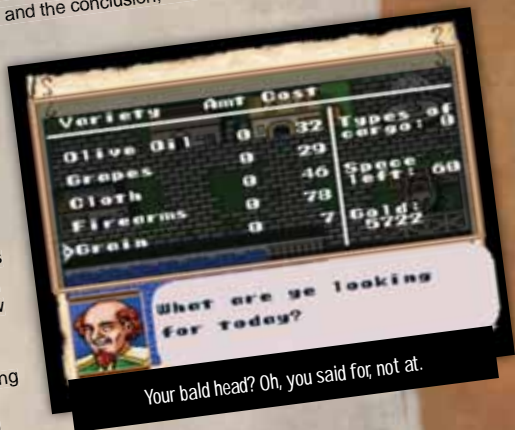 and the conclusion,
Variety Amt Cost
Olive Oil 0 32
Grapes 0 29
Cloth 0 46
Firearms 0 78
Grain 0 7
Types of
cargo: 0
Space
left: 60
Gold:
5722
What are ye looking
for today?
Your bald head? Oh, you said for, not at.
s
w
ng